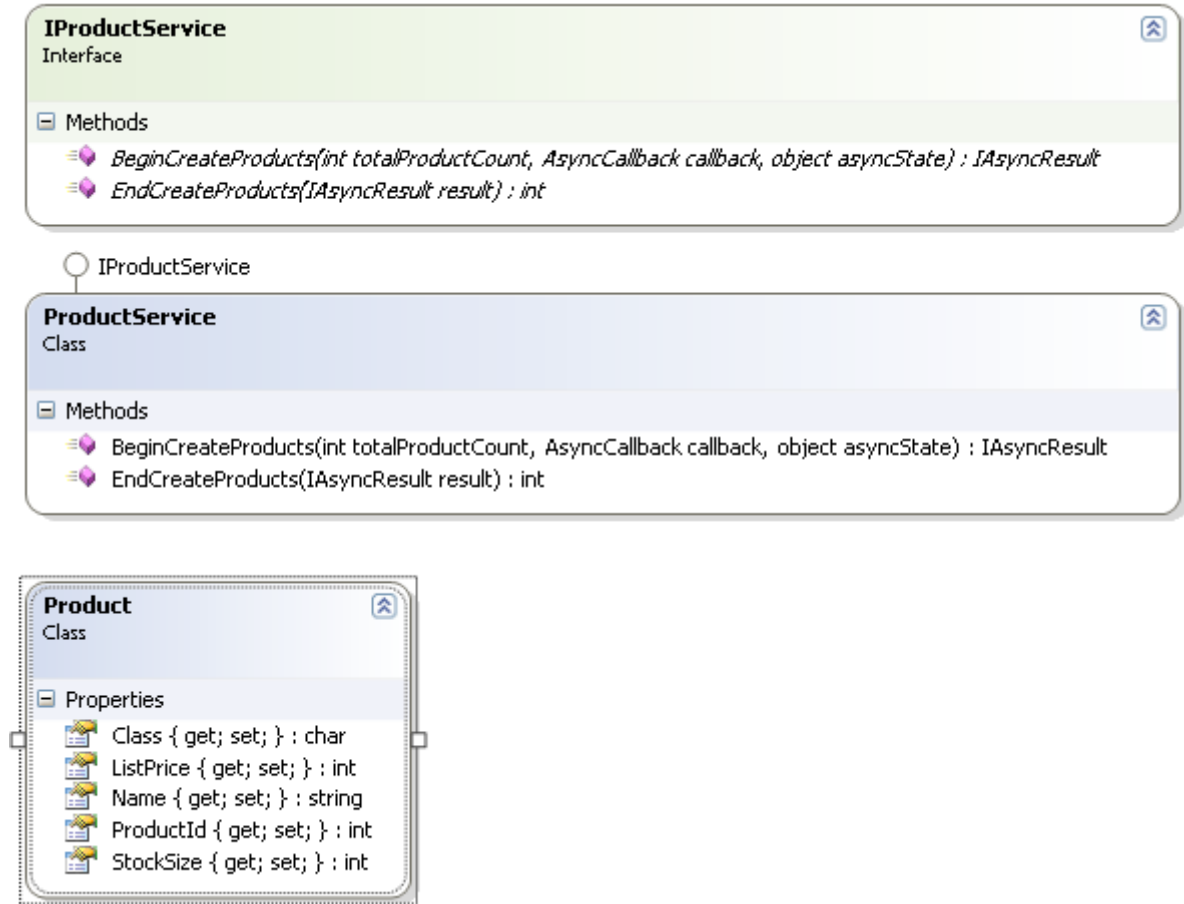 IProductService
Interface
Methods
BeginCreateProducts(int totalProductCount, AsyncCallback callback, object asyncState) : IAsyncResult
EndCreateProducts(IAsyncResult result) : int
IProductService
ProductService
Class
Methods
BeginCreateProducts(int totalProductCount, AsyncCallback callback, object asyncState) : IAsyncResult
EndCreateProducts(IAsyncResult result) : int
Product
Class
Properties
Class { get; set; } : char
ListPrice { get; set; } : int
Name { get; set; } : string
ProductId { get; set; } : int
StockSize { get; set; } : int